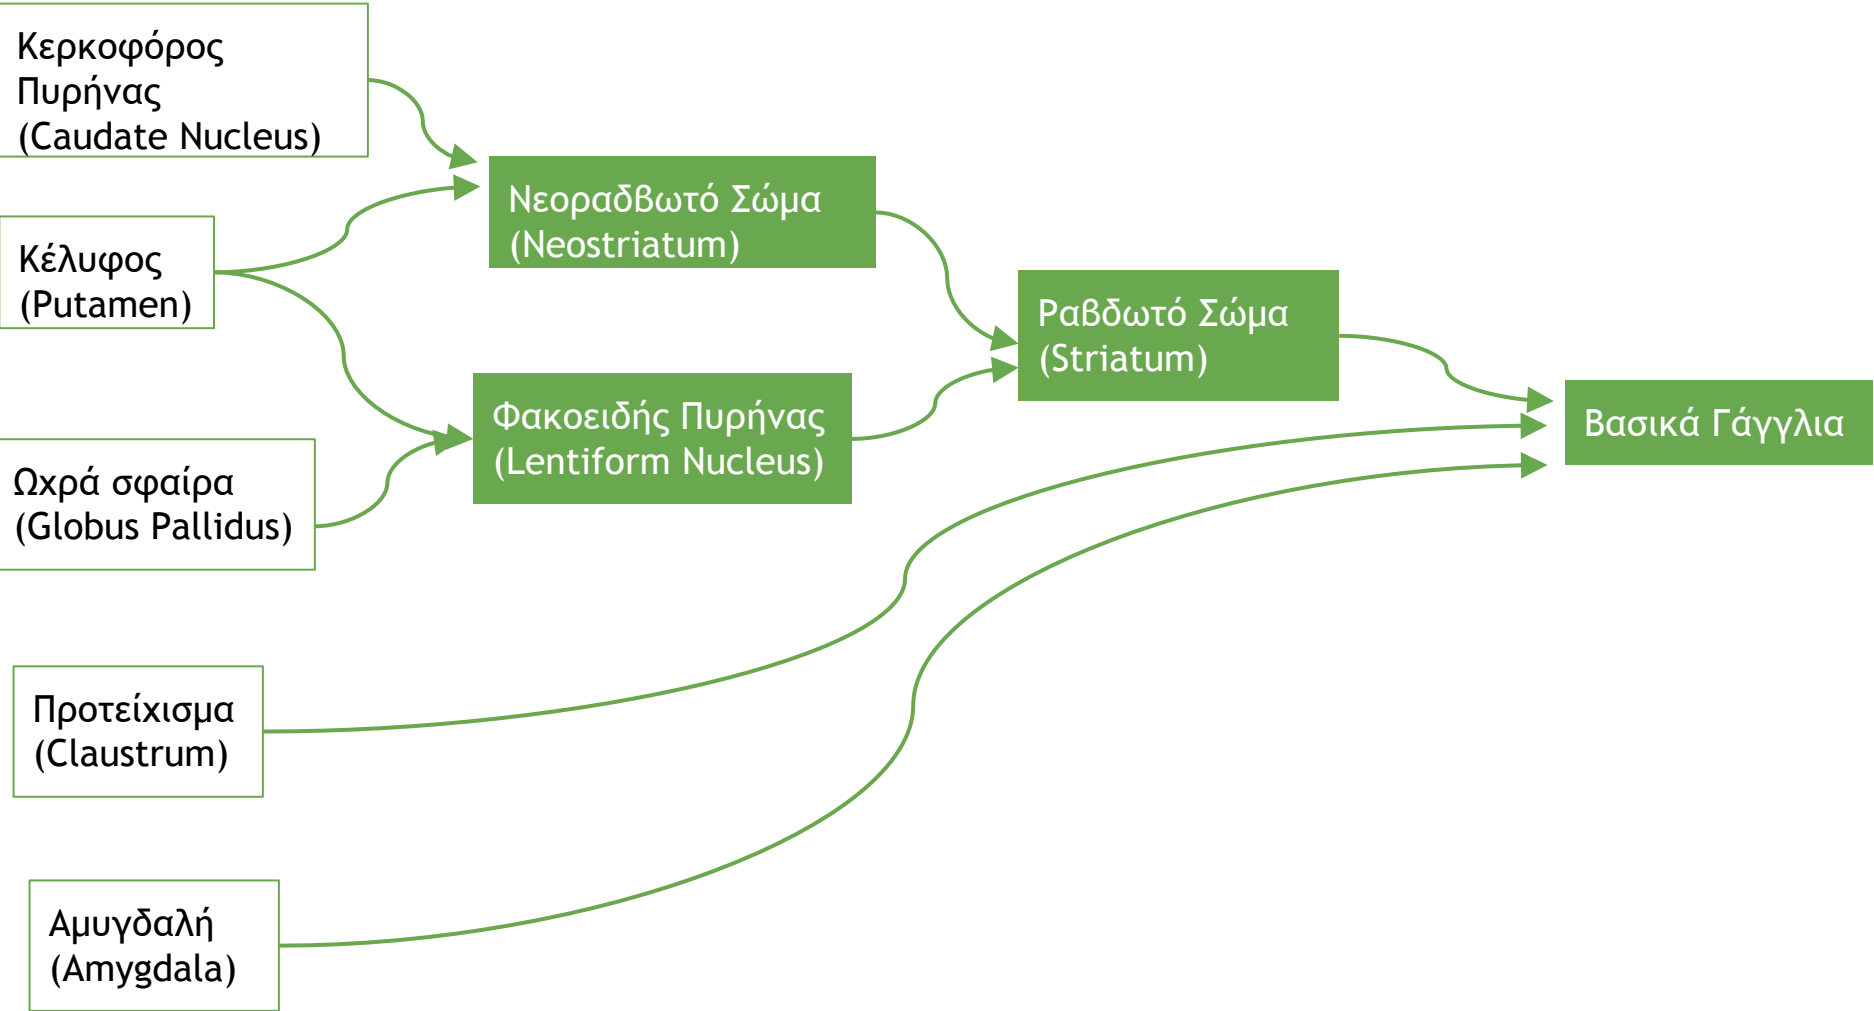 Κερκοφόρος
Πυρήνας
(Caudate Nucleus)
Κέλυφος
(Putamen)
Ωχρά σφαίρα
(Globus Pallidus)
Προτείχισμα
(Claustrum)
Αμυγδαλή
(Amygdala)
Νεοραδβωτό Σώμα
(Neostriatum)
Φακοειδής Πυρήνας
(Lentiform Nucleus)
Ραβδωτό Σώμα
(Striatum)
Βασικά Γάγγλια